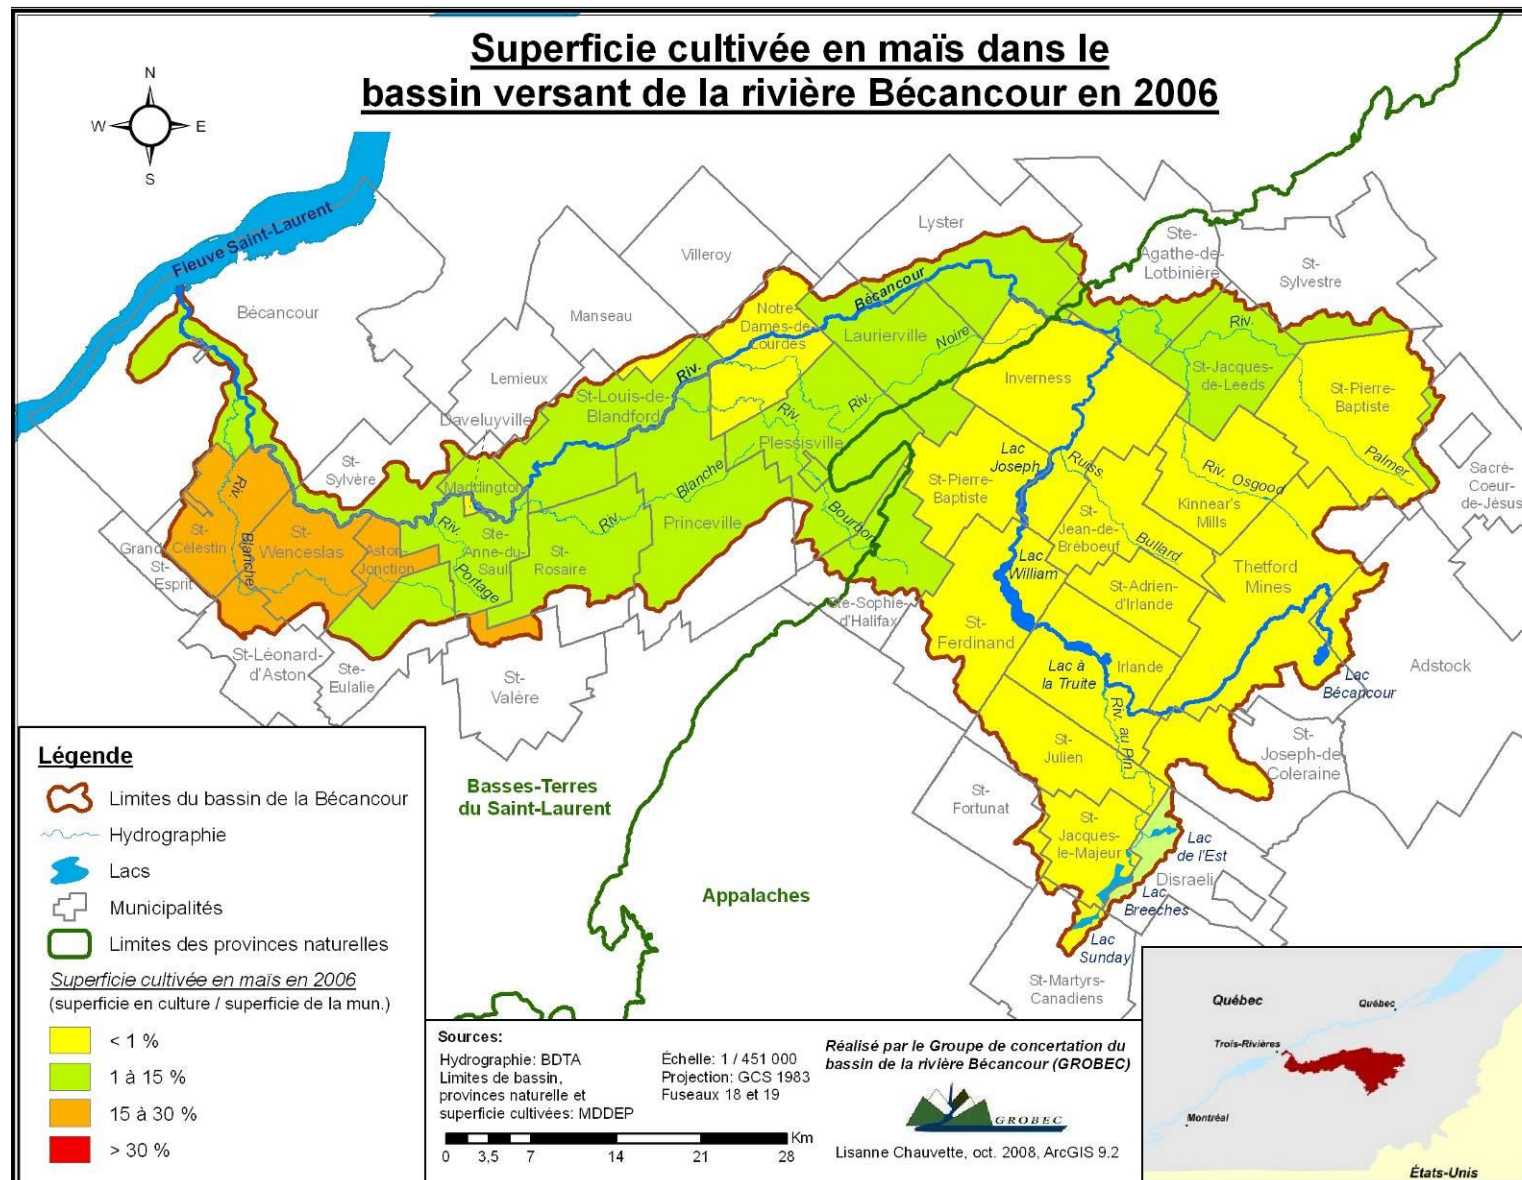 Superficie cultivée en maïs dans le
bassin versant de la rivière Bécancour en 2006
N
W
E
S
Fleuve Saint-Laurent
Bécancour
Lyster
Villeroy
Manseau
Lemieux
Daveluyville
Ste-
Agathe-de-
Lotbinière
St-
Sylvestre
Bécancour
Notre-
Dames-de-
Lourdes
Laurierville
Noire
Riv.
Riv.
St-Jacques-
de-Leeds
Inverness
St-Pierre-
Baptiste
Riv.
St-Louis-de-
Blandford
Riv.
Riv.
Plessisville
St-
Sylvère
Maddington
Blanche
Riv.
Princeville
Bourbon
St-Pierre-
Baptiste
Lac
Joseph
Ruiss.
Bullard
Riv.
Osgood
Palmer
Kinnear's
Mills
Sacré-
Coeur-
de-Jésus
Riv.
Blanche
St-
Célestin
Grand-
St-
Esprit
St-
Wenceslas
Aston-
Jonction
Riv.
Portage
Ste-
Anne-du-
Sault
St-
Rosaire
St-
Jean-de-
Bréboeuf
Lac
William
St-Adrien-
d'Irlande
Thetford
Mines
Ste-Sophie-
d'Halifax
St-
Ferdinand
St-Léonard-
d'Aston
Ste-
Eulalie
St-
Valère
Lac à
la Truite
Irlande
Lac
Bécancour
Adstock
Riv.
au Pin
St-
Julien
St-
Joseph-de-
Coleraine
St-
Fortunat
St-
Jacques-
le-Majeur
Lac
de l'Est
Disraeli
Lac
Breeches
Lac
Sunday
St-Martyrs-
Canadiens
Basses-Terres
du Saint-Laurent
Appalaches
Légende
Limites du bassin de la Bécancour
Hydrographie
Lacs
Municipalités
Limites des provinces naturelles
Superficie cultivée en maïs en 2006
(superficie en culture / superficie de la mun.)
< 1 %
1 à 15 %
15 à 30 %
> 30 %
Sources:
Hydrographie: BDTA
Limites de bassin,
provinces naturelle et
superficie cultivées: MDDEP
Échelle: 1 / 451 000
Projection: GCS 1983
Fuseaux 18 et 19
0 3,5 7 14 21 28 Km
Réalisé par le Groupe de concertation du
bassin de la rivière Bécancour (GROBEC)
GROBEC
Lisanne Chauvette, oct. 2008, ArcGIS 9.2
Québec
Québec
Trois-Rivières
Montréal
États-Unis